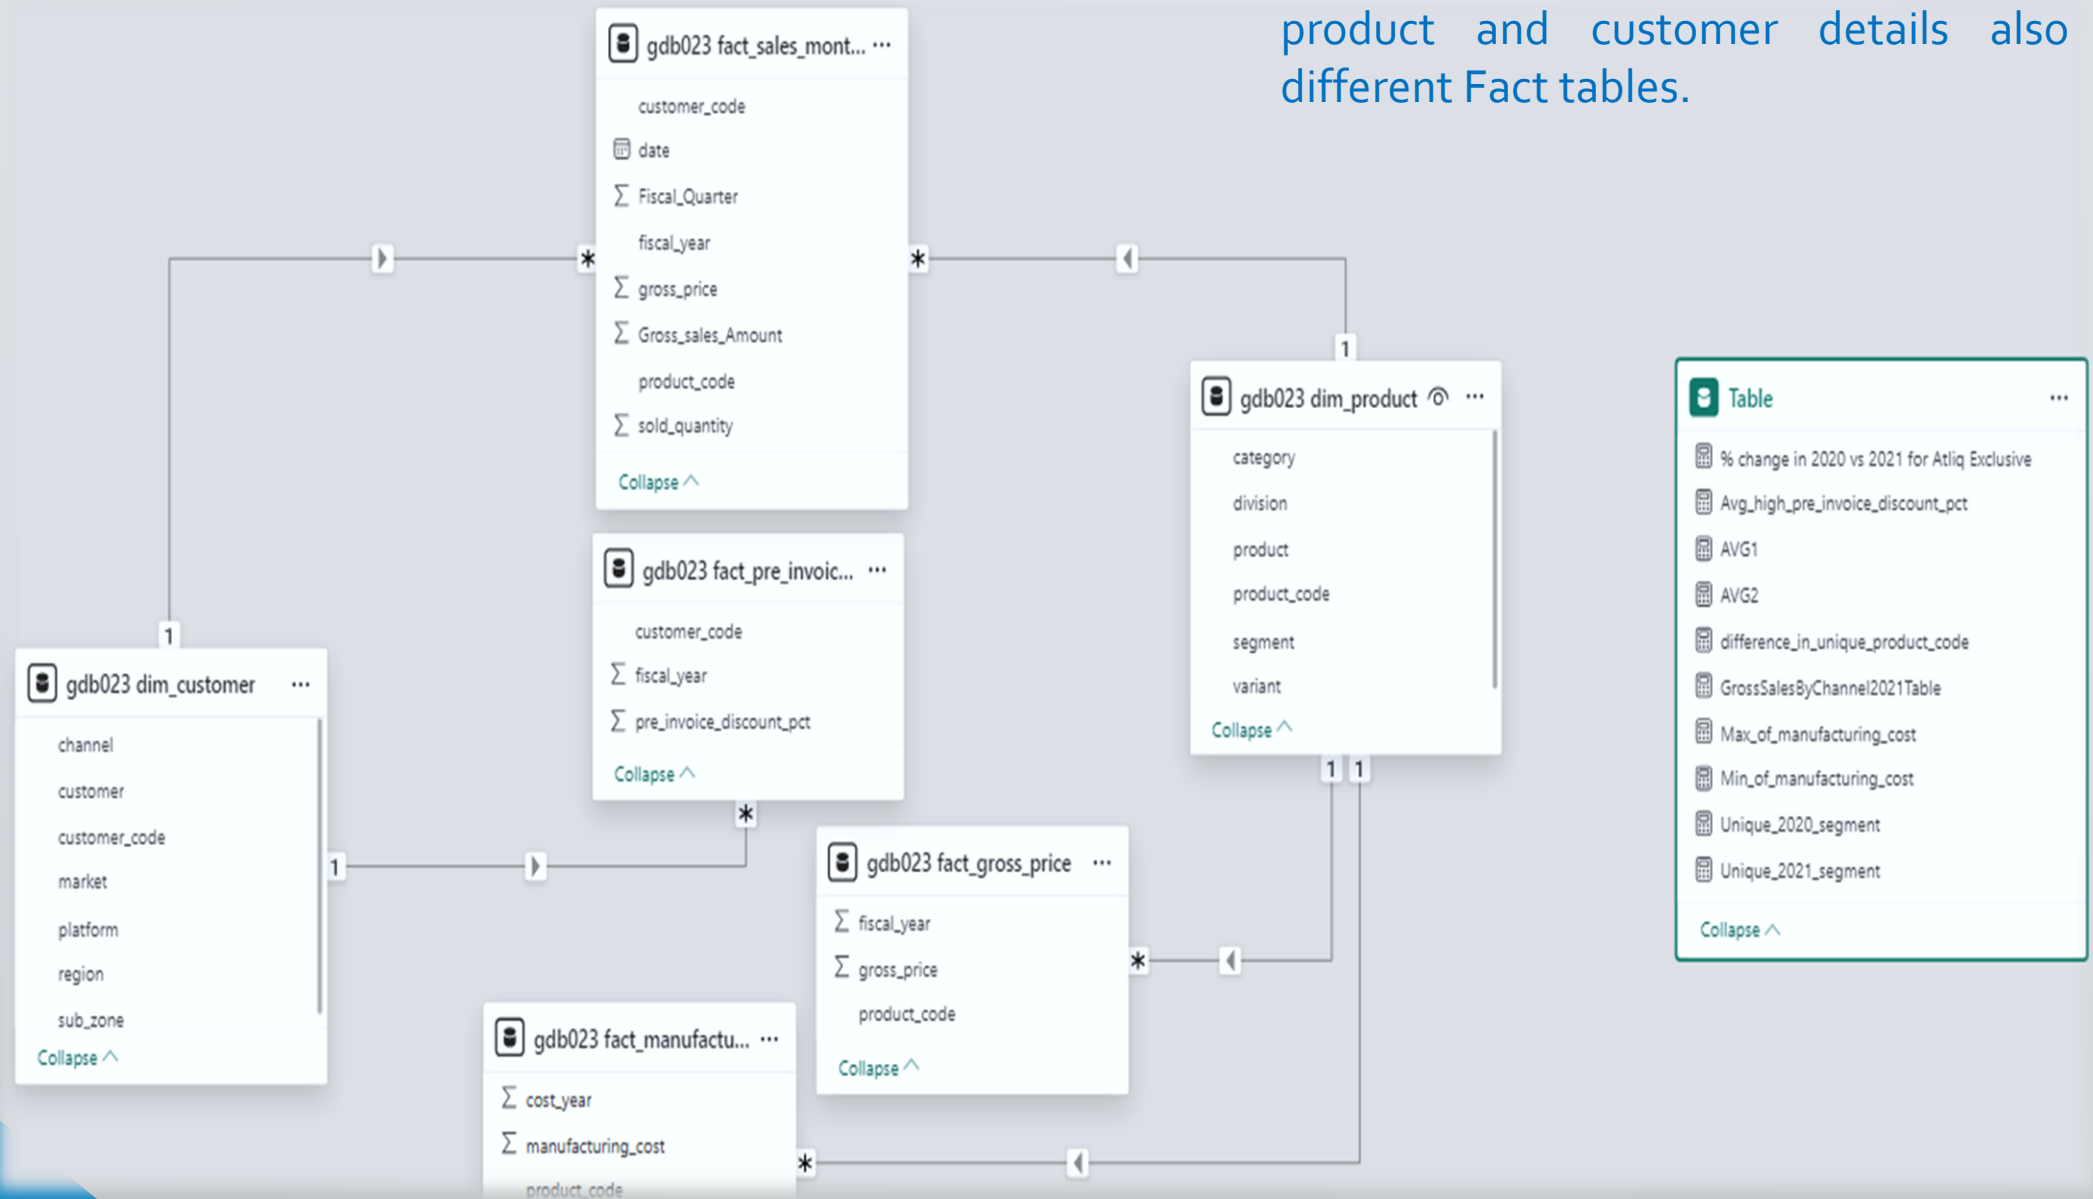 product and customer details also
different Fact tables.
gdb023 fact_sales_mont... ...
customer_code
date
Σ Fiscal_Quarter
fiscal_year
Σ gross_price
Σ Gross_sales_Amount
product_code
Σ sold_quantity
Collapse
*
*
1
1
gdb023 fact_pre_invoic... ...
customer_code
Σ fiscal_year
Σ pre_invoice_discount_pct
Collapse
*
1
gdb023 dim_customer ...
channel
customer
customer_code
market
platform
region
sub_zone
Collapse
gdb023 dim_product ...
category
division
product
product_code
segment
variant
Collapse
1 1
gdb023 fact_gross_price ...
Σ fiscal_year
Σ gross_price
product_code
Collapse
*
gdb023 fact_manufactu... ...
Σ cost_year
Σ manufacturing_cost
product_code
*
Table ...
% change in 2020 vs 2021 for Atliq Exclusive
Avg_high_pre_invoice_discount_pct
AVG1
AVG2
difference_in_unique_product_code
GrossSalesByChannel2021Table
Max_of_manufacturing_cost
Min_of_manufacturing_cost
Unique_2020_segment
Unique_2021_segment
Collapse